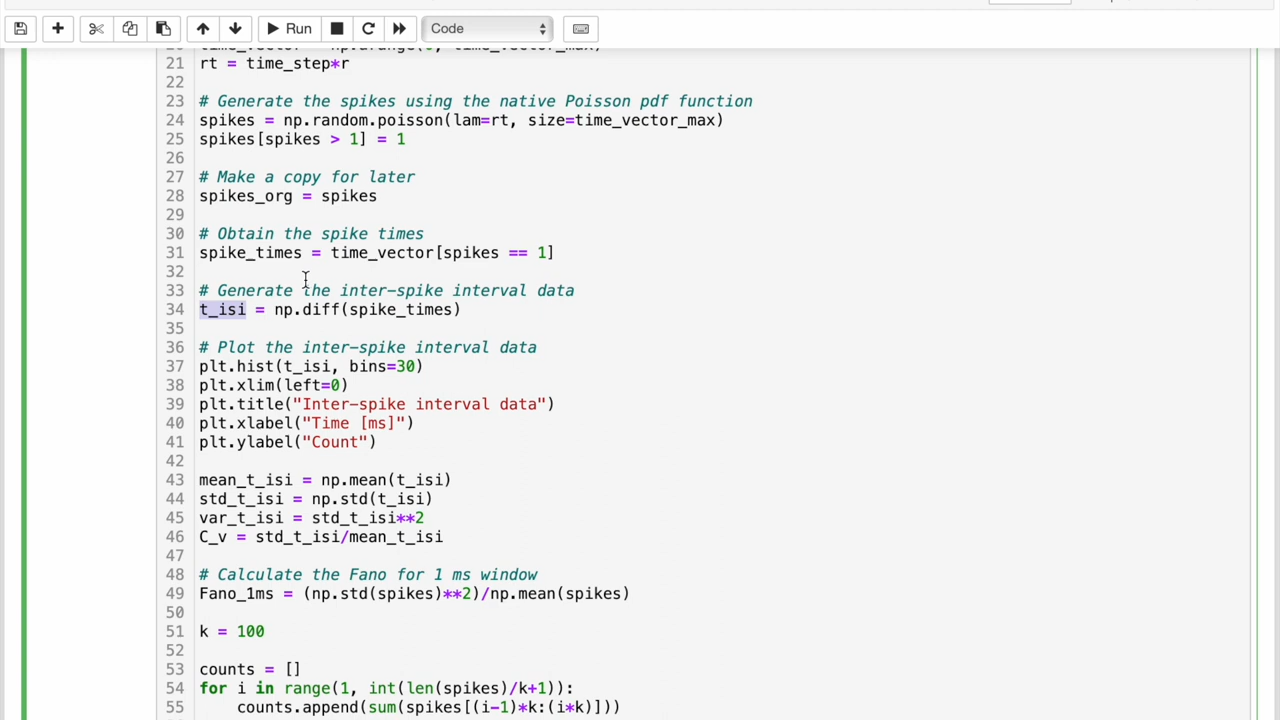 Run
Code
21 rt = time_step*r
22
23 # Generate the spikes using the native Poisson pdf function
24 spikes = np.random.poisson(lam=rt, size=time_vector_max)
25 spikes[spikes > 1] = 1
26
27 # Make a copy for later
28 spikes_org = spikes
29
30 # Obtain the spike times
31 spike_times = time_vector[spikes == 1]
32
33 # Generate the inter-spike interval data
34 t_isi = np.diff(spike_times)
35
36 # Plot the inter-spike interval data
37 plt.hist(t_isi, bins=30)
38 plt.xlim(left=0)
39 plt.title("Inter-spike interval data")
40 plt.xlabel("Time [ms]")
41 plt.ylabel("Count")
42
43 mean_t_isi = np.mean(t_isi)
44 std_t_isi = np.std(t_isi)
45 var_t_isi = std_t_isi**2
46 C_v = std_t_isi/mean_t_isi
47
48 # Calculate the Fano for 1 ms window
49 Fano_1ms = (np.std(spikes)**2)/np.mean(spikes)
50
51 k = 100
52
53 counts = []
54 for i in range(1, int(len(spikes)/k+1)):
55     counts.append(sum(spikes[(i-1)*k:(i*k)]))